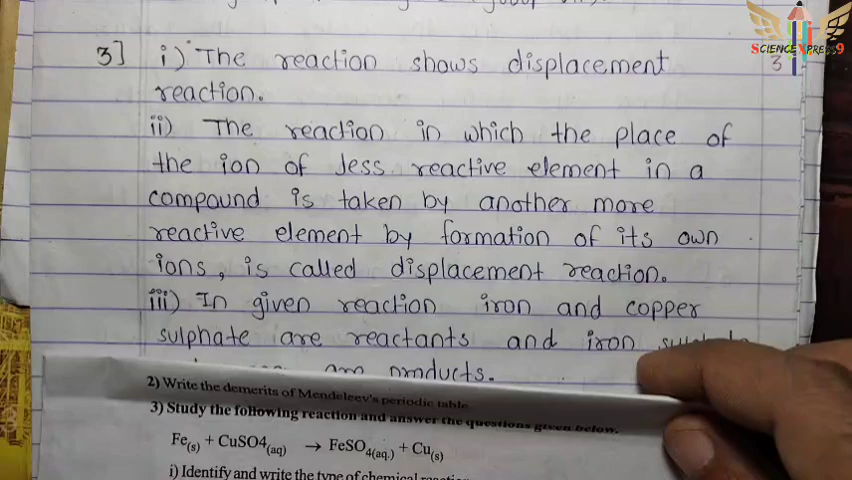 SCIENCEXPRESS9
3] i) The reaction shows displacement
3
reaction.
ii) The reaction in which the place of
the ion of less reactive element in a
compound is taken by another more
reactive element by formation of its own
ions, is called displacement reaction.
iii) In given reaction iron and copper
sulphate are reactants and iron
are products.
2) Write the demerits of Mendeleev's periodic table
3) Study the following reaction and answer the questions given below.
Fe(s) + CuSO4(aq) → FeSO4(aq.) + Cu(s)
i) Identify and write the type of chemical reaction